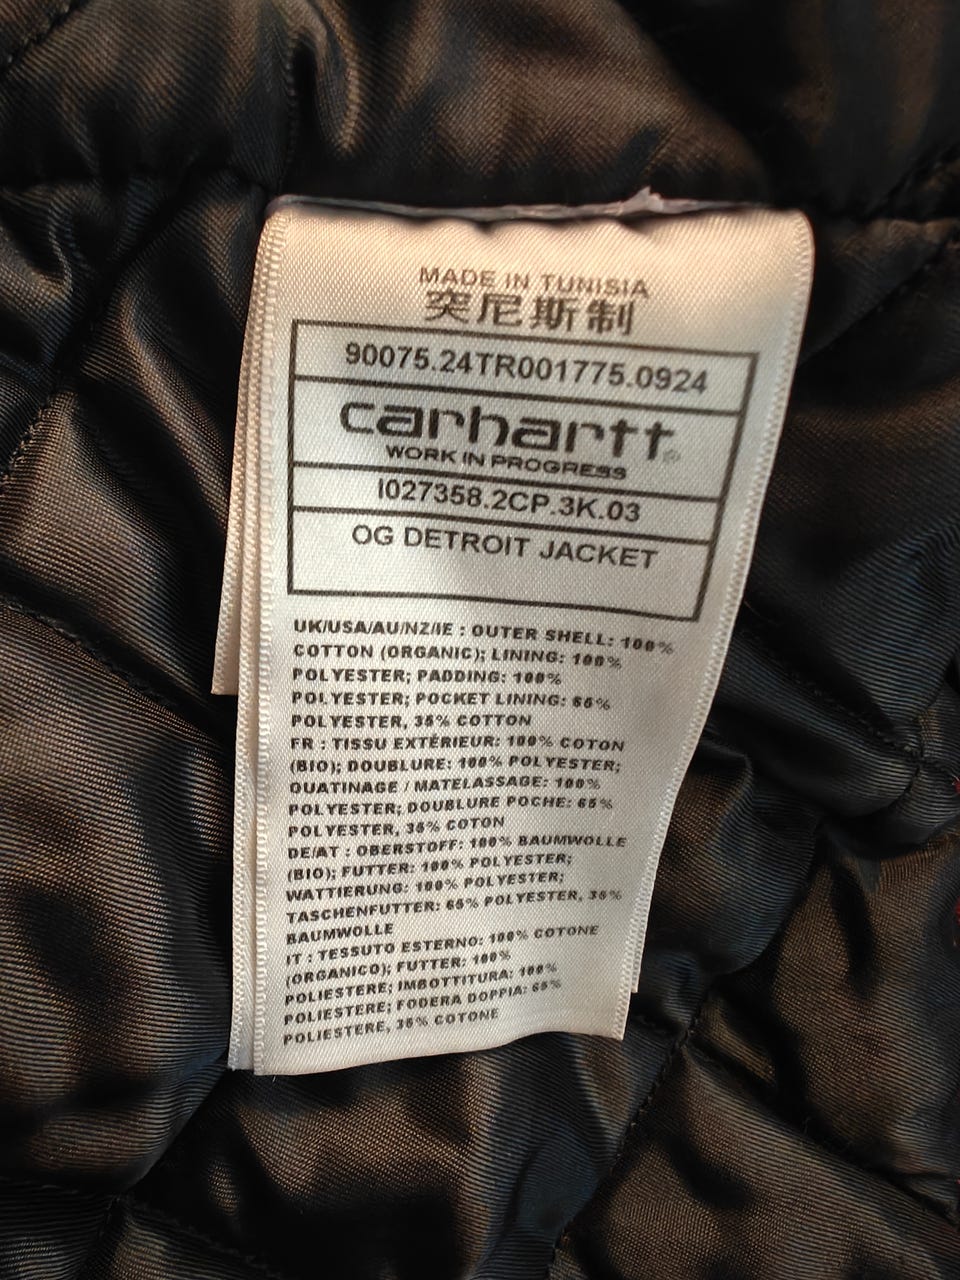 MADE IN TUNISIA
突尼斯制
90075.24TR001775.0924
carhartt®
WORK IN PROGRESS
I027358.2CP.3K.03
OG DETROIT JACKET
UK/USA/AU/NZ/IE : OUTER SHELL: 100%
COTTON (ORGANIC); LINING: 100%
POLYESTER; PADDING: 100%
POLYESTER; POCKET LINING: 65%
POLYESTER, 35% COTTON
FR : TISSU EXTÉRIEUR: 100% COTON
(BIO); DOUBLURE: 100% POLYESTER;
OUATINAGE / MATELASSAGE: 100%
POLYESTER; DOUBLURE POCHE: 65%
POLYESTER, 35% COTON
DE/AT : OBERSTOFF: 100% BAUMWOLLE
(BIO); FUTTER: 100% POLYESTER;
WATTIERUNG: 100% POLYESTER;
TASCHENFUTTER: 65% POLYESTER, 35%
BAUMWOLLE
IT : TESSUTO ESTERNO: 100% COTONE
(ORGANICO); FUTTER: 100%
POLIESTERE; IMBOTTITURA: 100%
POLIESTERE; FODERA DOPPIA: 65%
POLIESTERE, 35% COTONE